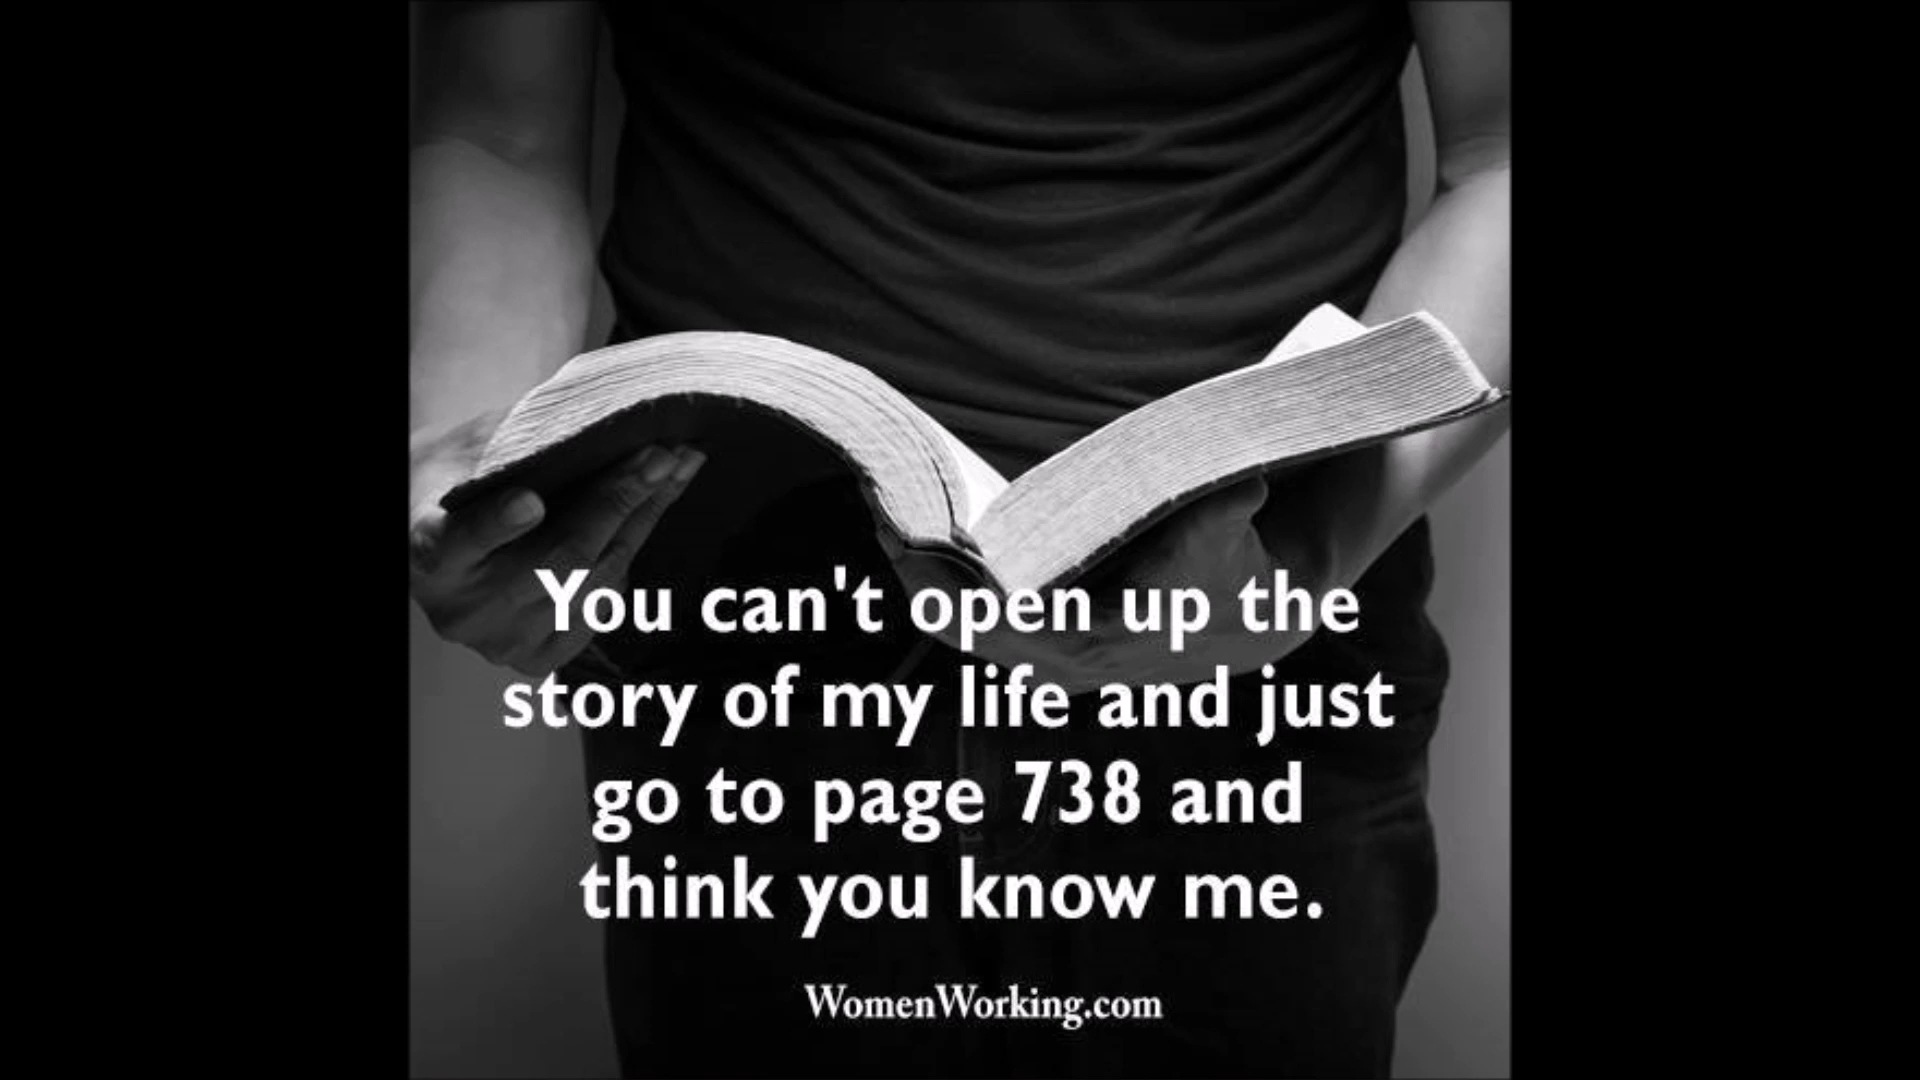 You can't open up the
story of my life and just
go to page 738 and
think you know me.
WomenWorking.com